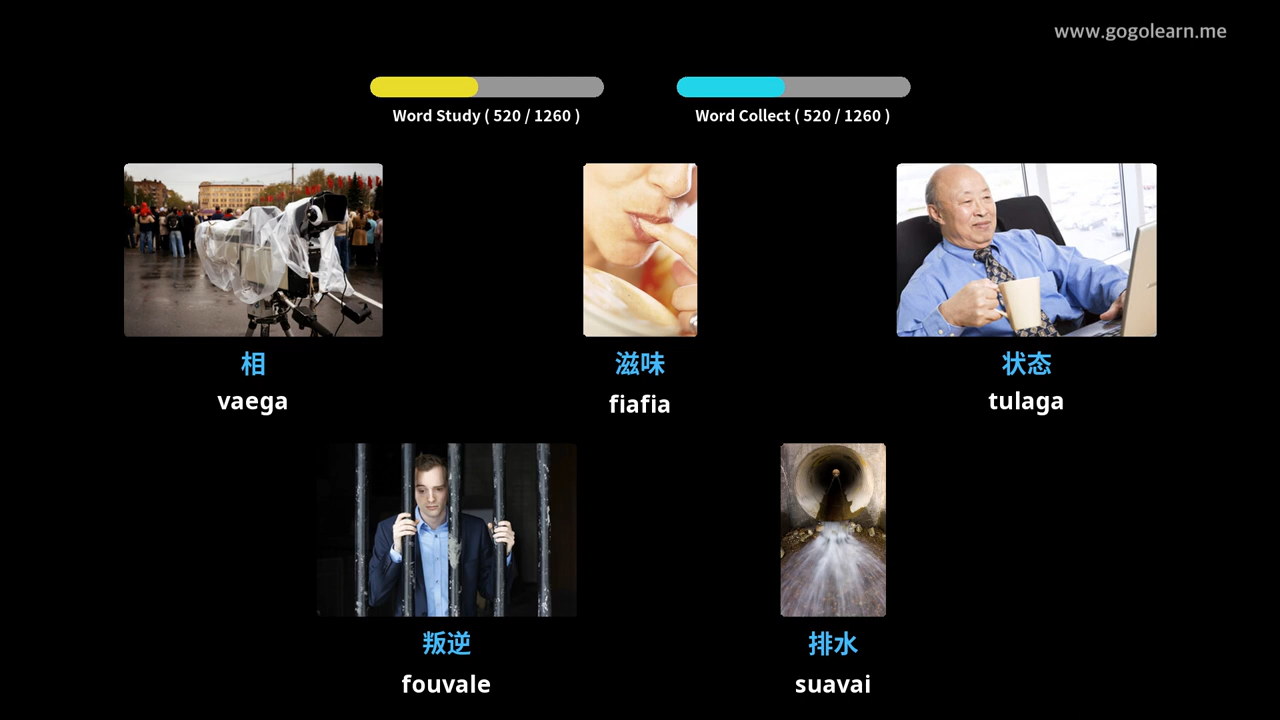 www.gogolearn.me
Word Study ( 520 / 1260 )
Word Collect ( 520 / 1260 )
相
vaega
滋味
fiafia
状态
tulaga
叛逆
fouvale
排水
suavai